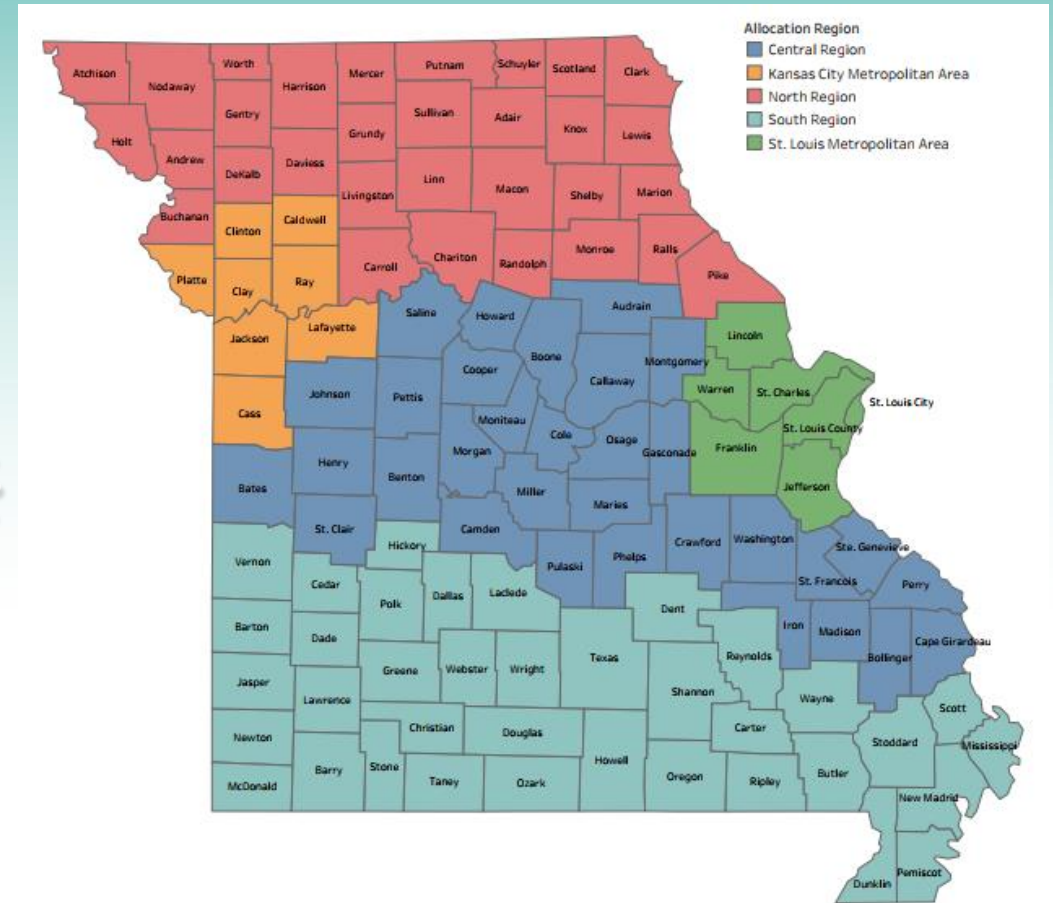 Allocation Region
Central Region
Kansas City Metropolitan Area
North Region
South Region
St. Louis Metropolitan Area
Atchison
Nodaway
Worth
Harrison
Mercer
Putnam
Schuyler
Scotland
Clark
Gentry
Sullivan
Adair
Knox
Lewis
Holt
Grundy
Andrew
DeKalb
Daviess
Livingston
Linn
Macon
Shelby
Marion
Buchanan
Clinton
Caldwell
Carroll
Chariton
Randolph
Monroe
Ralls
Pike
Platte
Clay
Ray
Saline
Howard
Audrain
Jackson
Lafayette
Boone
Callaway
Montgomery
Lincoln
Cooper
Johnson
Pettis
Warren
St. Charles
St. Louis City
Cass
Moniteau
Cole
Osage
Gasconade
Franklin
St. Louis County
Morgan
Henry
Benton
Miller
Maries
Jefferson
Bates
St. Clair
Camden
Pulaski
Phelps
Crawford
Washington
Ste. Genevieve
Hickory
St. Francois
Perry
Vernon
Cedar
Polk
Dallas
Laclede
Dent
Iron
Madison
Bollinger
Cape Girardeau
Barton
Dade
Greene
Webster
Wright
Texas
Reynolds
Jasper
Lawrence
Shannon
Wayne
Scott
Christian
Douglas
Carter
Stoddard
Mississippi
Newton
Barry
Stone
Taney
Ozark
Howell
Oregon
Ripley
Butler
McDonald
New Madrid
Dunklin
Pemiscot